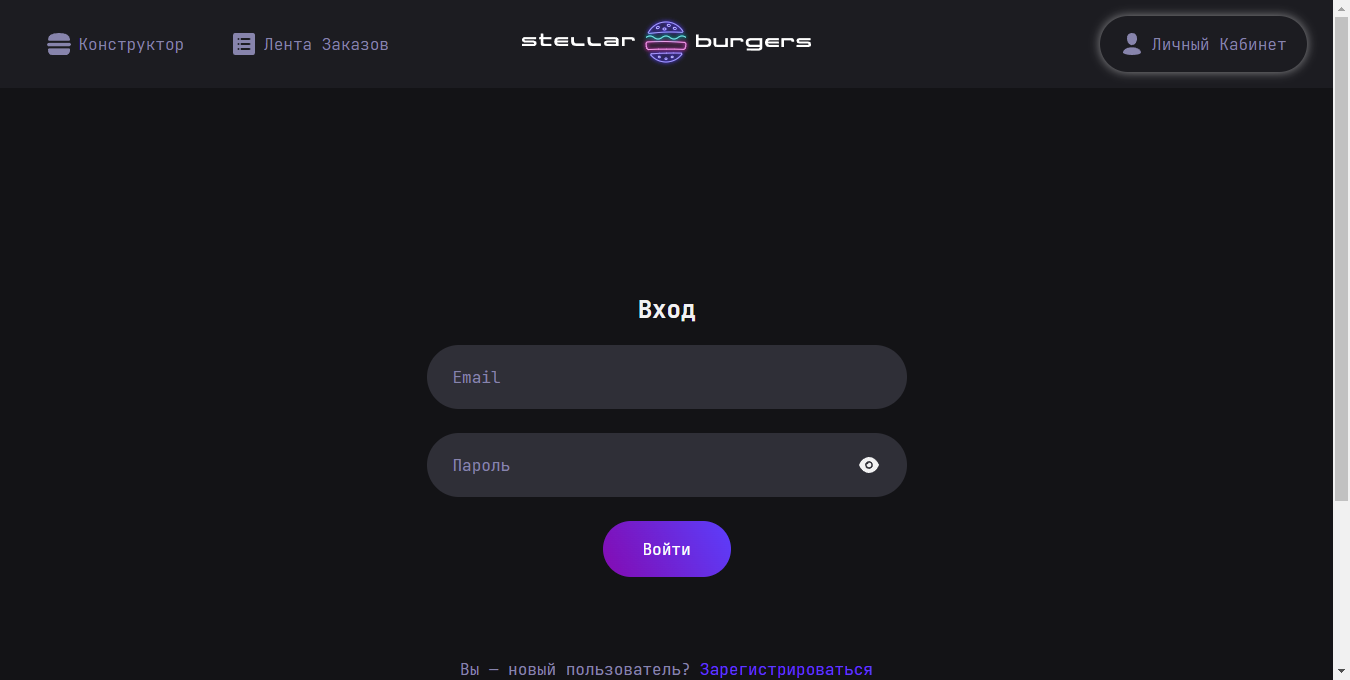 Конструктор
Лента Заказов
stellar burgers
Личный Кабинет
Вход
Email
Пароль
Войти
Вы — новый пользователь? Зарегистрироваться